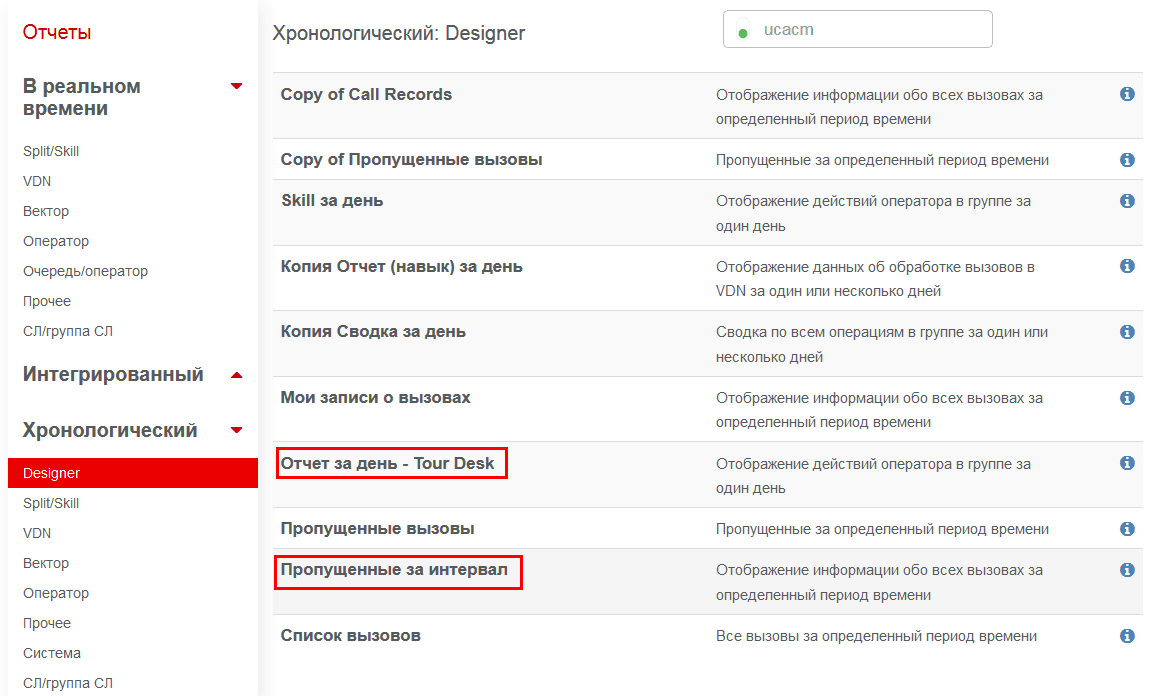 Отчеты
В реальном
времени
Split/Skill
VDN
Вектор
Оператор
Очередь/оператор
Прочее
СЛ/группа СЛ
Интегрированный
Хронологический
Designer
Split/Skill
VDN
Вектор
Оператор
Прочее
Система
СЛ/группа СЛ
Хронологический: Designer
ucacm
Copy of Call Records
Отображение информации обо всех вызовах за
определенный период времени
Copy of Пропущенные вызовы
Пропущенные за определенный период времени
Skill за день
Отображение действий оператора в группе за
один день
Копия Отчет (навык) за день
Отображение данных об обработке вызовов в
VDN за один или несколько дней
Копия Сводка за день
Сводка по всем операциям в группе за один или
несколько дней
Мои записи о вызовах
Отображение информации обо всех вызовах за
определенный период времени
Отчет за день - Tour Desk
Отображение действий оператора в группе за
один день
Пропущенные вызовы
Пропущенные за определенный период времени
Пропущенные за интервал
Отображение информации обо всех вызовах за
определенный период времени
Список вызовов
Все вызовы за определенный период времени